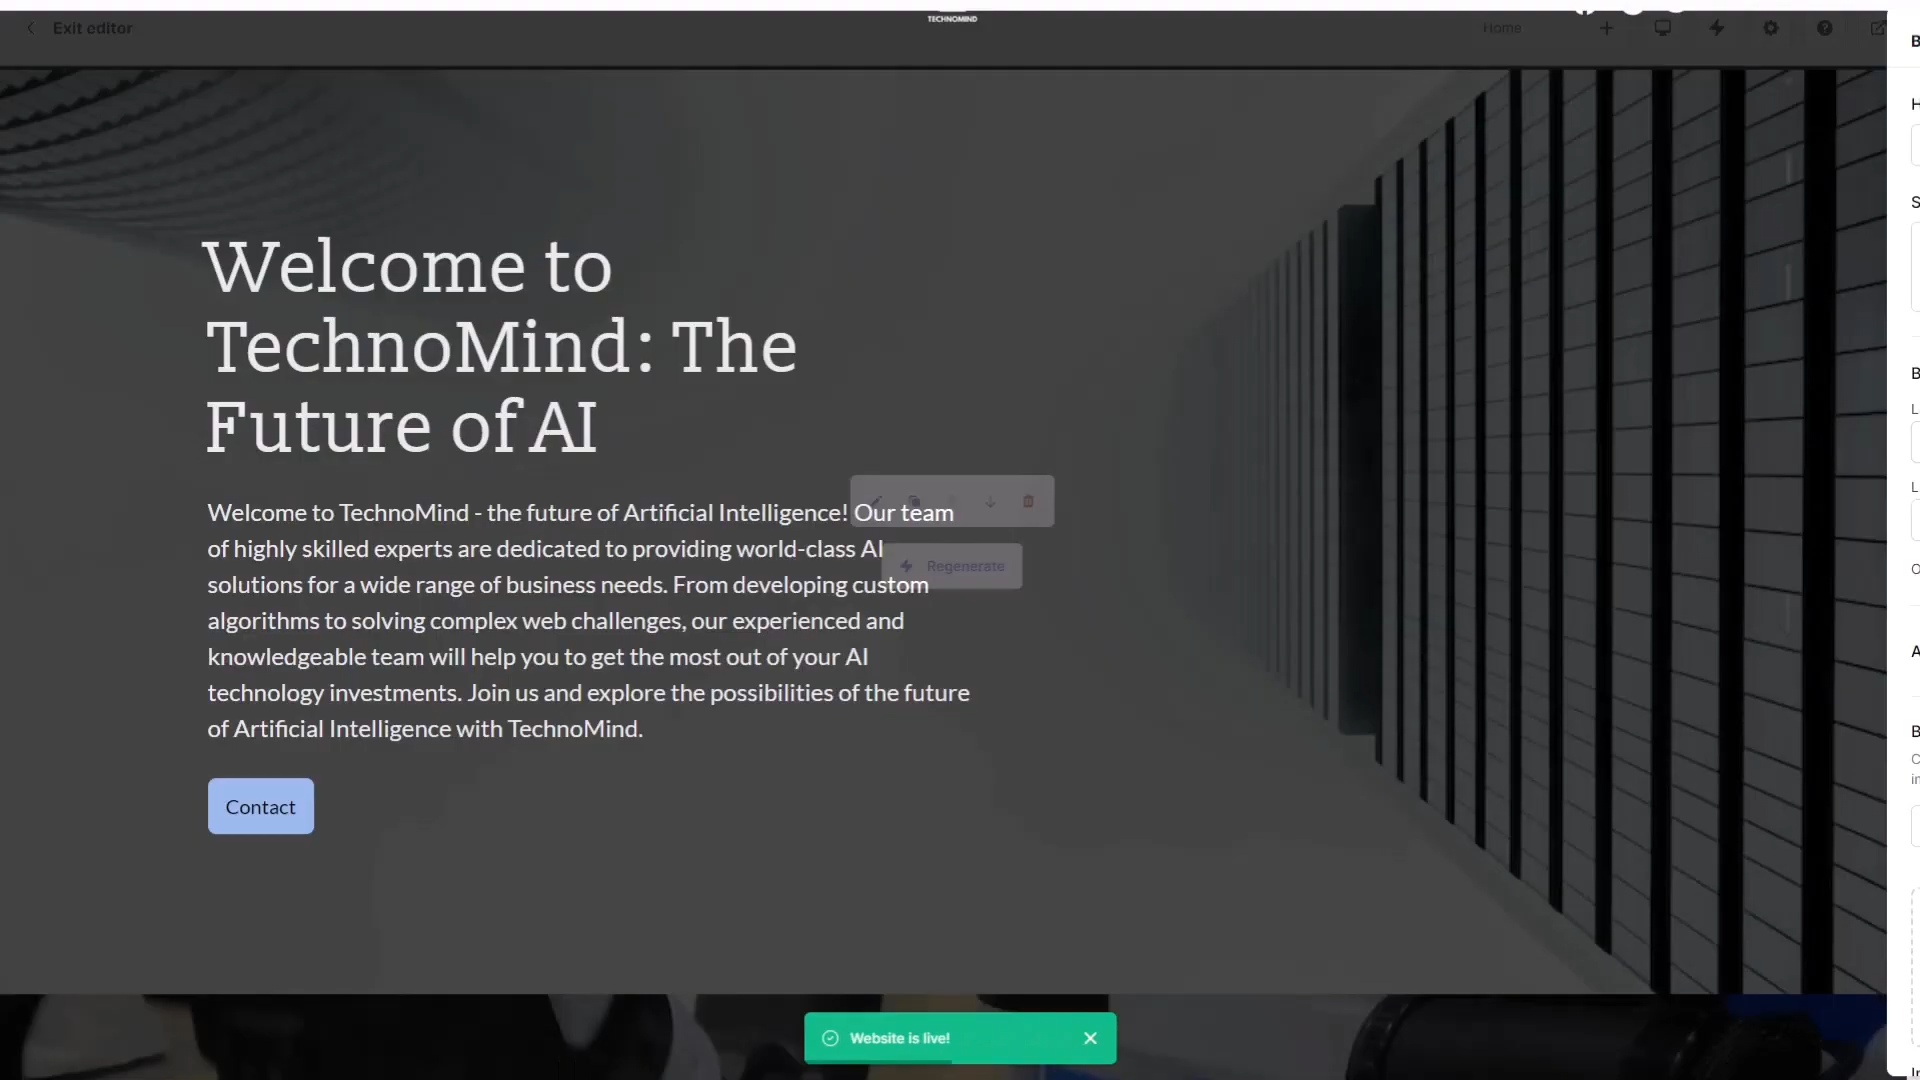 TECHNOMIND
Exit editor
Home
Welcome to
TechnoMind: The
Future of AI
Welcome to TechnoMind - the future of Artificial Intelligence! Our team
of highly skilled experts are dedicated to providing world-class AI
solutions for a wide range of business needs. From developing custom
algorithms to solving complex web challenges, our experienced and
knowledgeable team will help you to get the most out of your AI
technology investments. Join us and explore the possibilities of the future
of Artificial Intelligence with TechnoMind.
Regenerate
Contact
Website is live!